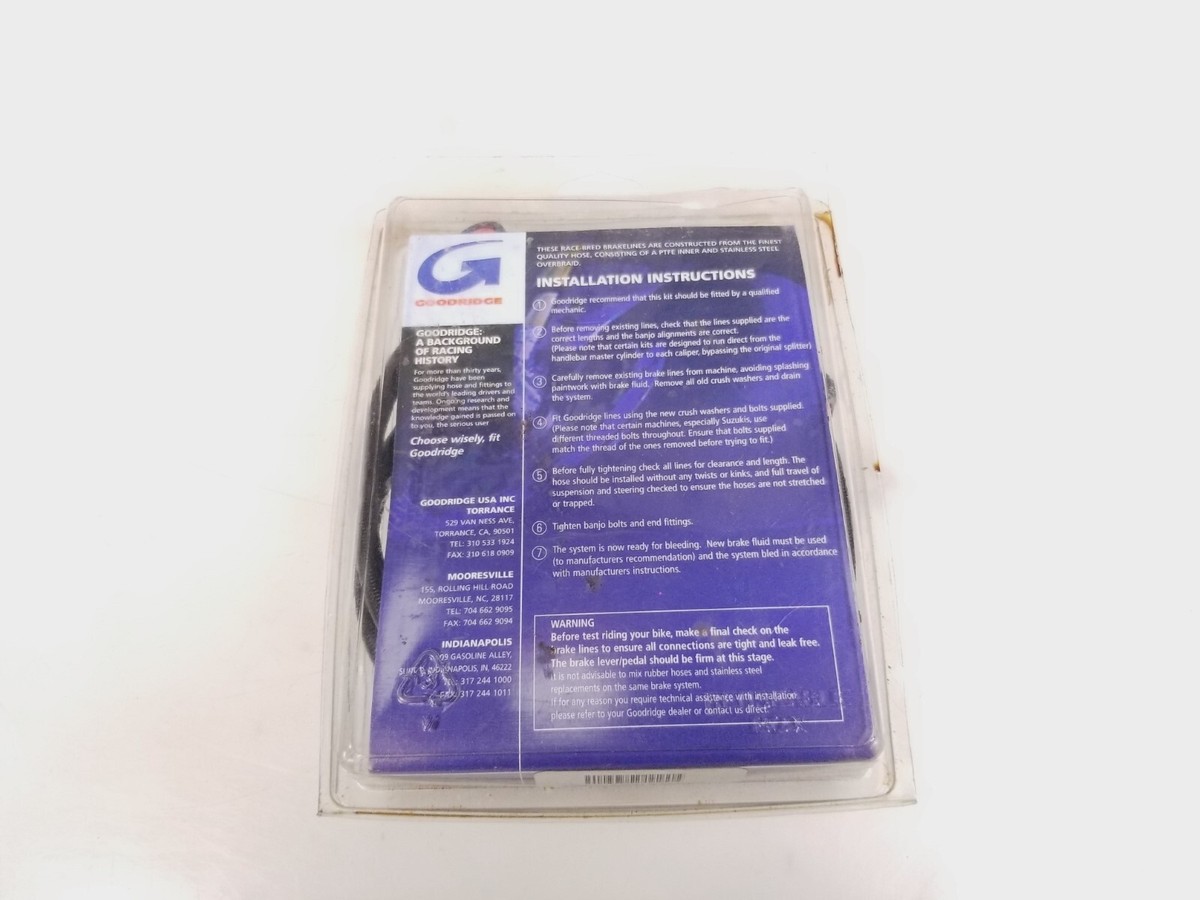 GOODRIDGE
GOODRIDGE:
A BACKGROUND
OF RACING
HISTORY
For more than thirty years,
Goodridge have been
supplying hose and fittings to
the world's leading drivers and
teams. Ongoing research and
development means that the
knowledge gained is passed on
to you, the serious user
Choose wisely, fit
Goodridge
GOODRIDGE USA INC
TORRANCE
529 VAN NESS AVE,
TORRANCE, CA, 90501
TEL: 310 533 1924
FAX: 310 618 0909
MOORESVILLE
155, ROLLING HILL ROAD
MOORESVILLE, NC, 28117
TEL: 704 662 9095
FAX: 704 662 9094
INDIANAPOLIS
GASOLINE ALLEY,
INDIANAPOLIS, IN, 46222
TEL: 317 244 1000
FAX: 317 244 1011
THESE RACE-BRED BRAKELINES ARE CONSTRUCTED FROM THE FINEST
QUALITY HOSE, CONSISTING OF A PTFE INNER AND STAINLESS STEEL
OVERBRAID.
INSTALLATION INSTRUCTIONS
1 Goodridge recommend that this kit should be fitted by a qualified
mechanic.
2 Before removing existing lines, check that the lines supplied are the
correct lengths and the banjo alignments are correct.
(Please note that certain kits are designed to run direct from the
handlebar master cylinder to each caliper, bypassing the original splitter)
3 Carefully remove existing brake lines from machine, avoiding splashing
paintwork with brake fluid. Remove all old crush washers and drain
the system.
4 Fit Goodridge lines using the new crush washers and bolts supplied.
(Please note that certain machines, especially Suzukis, use
different threaded bolts throughout. Ensure that bolts supplied
match the thread of the ones removed before trying to fit.)
5 Before fully tightening check all lines for clearance and length. The
hose should be installed without any twists or kinks, and full travel of
suspension and steering checked to ensure the hoses are not stretched
or trapped.
6 Tighten banjo bolts and end fittings.
7 The system is now ready for bleeding. New brake fluid must be used
(to manufacturers recommendation) and the system bled in accordance
with manufacturers instructions.
WARNING
Before test riding your bike, make a final check on the
brake lines to ensure all connections are tight and leak free.
The brake lever/pedal should be firm at this stage.
It is not advisable to mix rubber hoses and stainless steel
replacements on the same brake system.
If for any reason you require technical assistance with installation,
please refer to your Goodridge dealer or contact us direct.